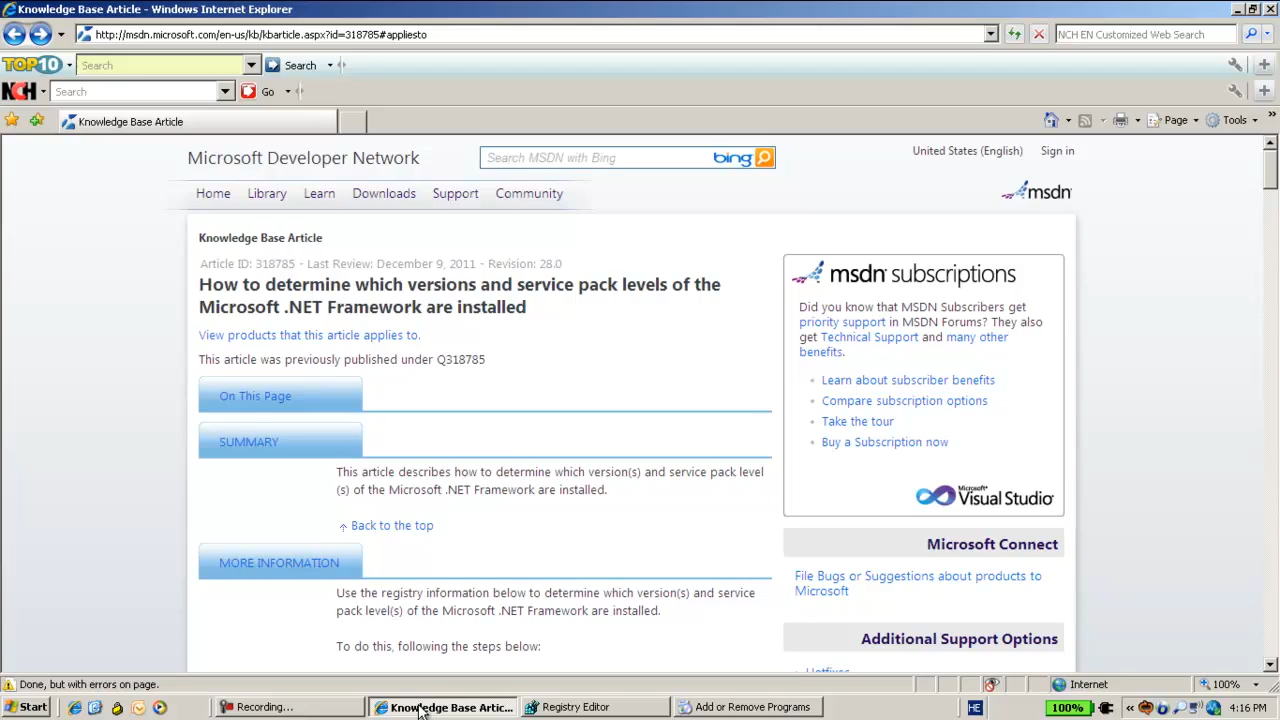 Knowledge Base Article - Windows Internet Explorer
http://msdn.microsoft.com/en-us/kb/kbarticle.aspx?id=318785#appliesto
NCH EN Customized Web Search
TOP10 Search Search
NCH Search Go
Knowledge Base Article
Page Tools
Microsoft Developer Network
Search MSDN with Bing bing
United States (English) Sign in
Home Library Learn Downloads Support Community
msdn
Knowledge Base Article
Article ID: 318785 - Last Review: December 9, 2011 - Revision: 28.0
How to determine which versions and service pack levels of the
Microsoft .NET Framework are installed
View products that this article applies to.
This article was previously published under Q318785
On This Page
SUMMARY
This article describes how to determine which version(s) and service pack level
(s) of the Microsoft .NET Framework are installed.
Back to the top
MORE INFORMATION
Use the registry information below to determine which version(s) and service
pack level(s) of the Microsoft .NET Framework are installed.
To do this, following the steps below:
msdn subscriptions
Did you know that MSDN Subscribers get
priority support in MSDN Forums? They also
get Technical Support and many other
benefits.
Learn about subscriber benefits
Compare subscription options
Take the tour
Buy a Subscription now
Microsoft
Visual Studio
Microsoft Connect
File Bugs or Suggestions about products to
Microsoft
Additional Support Options
Hotfixes
Done, but with errors on page.
Internet
100%
Start
Recording...
Knowledge Base Artic...
Registry Editor
Add or Remove Programs
HE
100%
4:16 PM